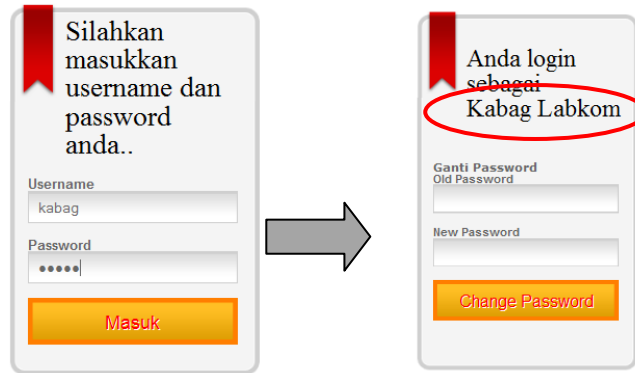 Silahkan
masukkan
username dan
password
anda..
Username
kabag
Password
•••••
Masuk
Anda login
sebagai
Kabag Labkom
Ganti Password
Old Password
New Password
Change Password